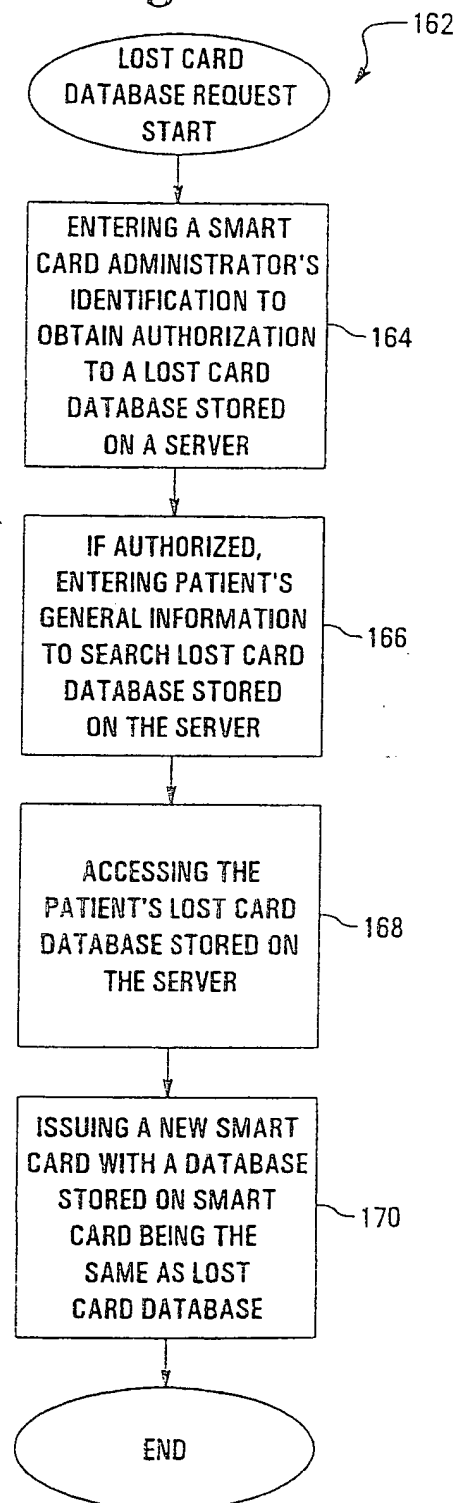 162
LOST CARD
DATABASE REQUEST
START
ENTERING A SMART
CARD ADMINISTRATOR'S
IDENTIFICATION TO
OBTAIN AUTHORIZATION
TO A LOST CARD
DATABASE STORED
ON A SERVER
164
IF AUTHORIZED,
ENTERING PATIENT'S
GENERAL INFORMATION
TO SEARCH LOST CARD
DATABASE STORED
ON THE SERVER
166
ACCESSING THE
PATIENT'S LOST CARD
DATABASE STORED ON
THE SERVER
168
ISSUING A NEW SMART
CARD WITH A DATABASE
STORED ON SMART
CARD BEING THE
SAME AS LOST
CARD DATABASE
170
END